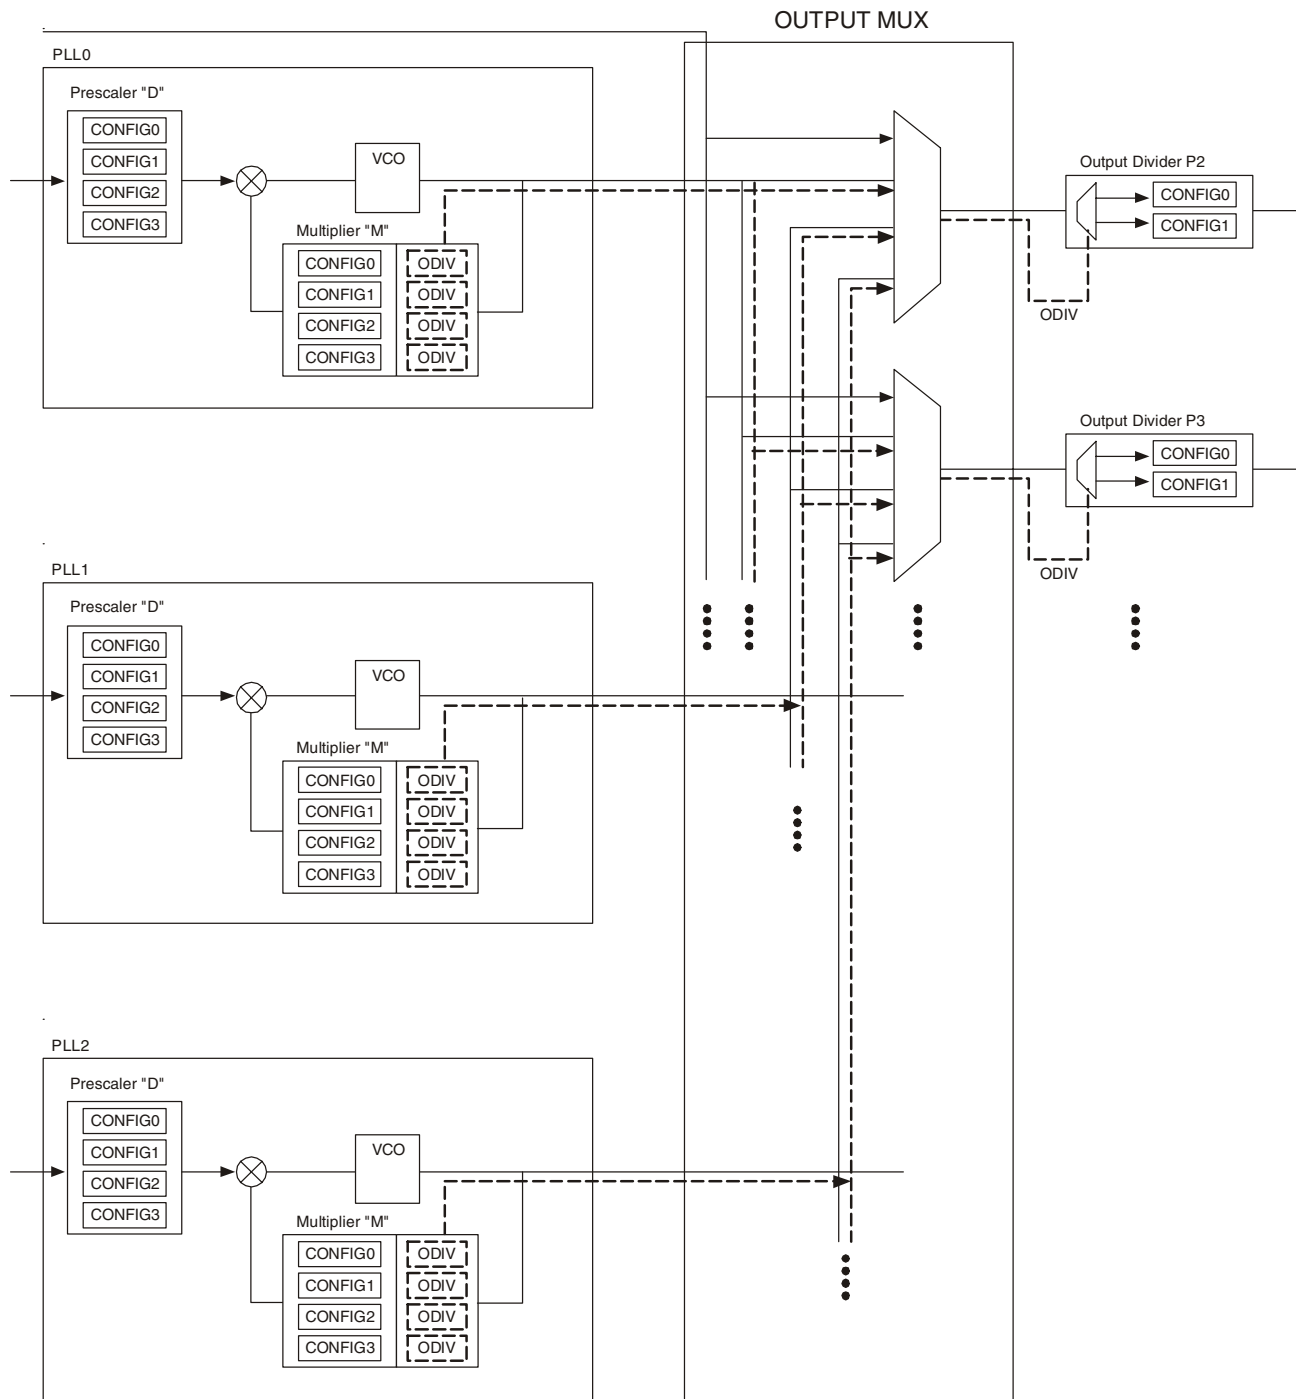 OUTPUT MUX
PLL0
Prescaler "D"
CONFIG0
CONFIG1
CONFIG2
CONFIG3
VCO
Multiplier "M"
CONFIG0 ODIV
CONFIG1 ODIV
CONFIG2 ODIV
CONFIG3 ODIV
Output Divider P2
CONFIG0
CONFIG1
ODIV
Output Divider P3
CONFIG0
CONFIG1
ODIV
PLL1
Prescaler "D"
CONFIG0
CONFIG1
CONFIG2
CONFIG3
VCO
Multiplier "M"
CONFIG0 ODIV
CONFIG1 ODIV
CONFIG2 ODIV
CONFIG3 ODIV
PLL2
Prescaler "D"
CONFIG0
CONFIG1
CONFIG2
CONFIG3
VCO
Multiplier "M"
CONFIG0 ODIV
CONFIG1 ODIV
CONFIG2 ODIV
CONFIG3 ODIV